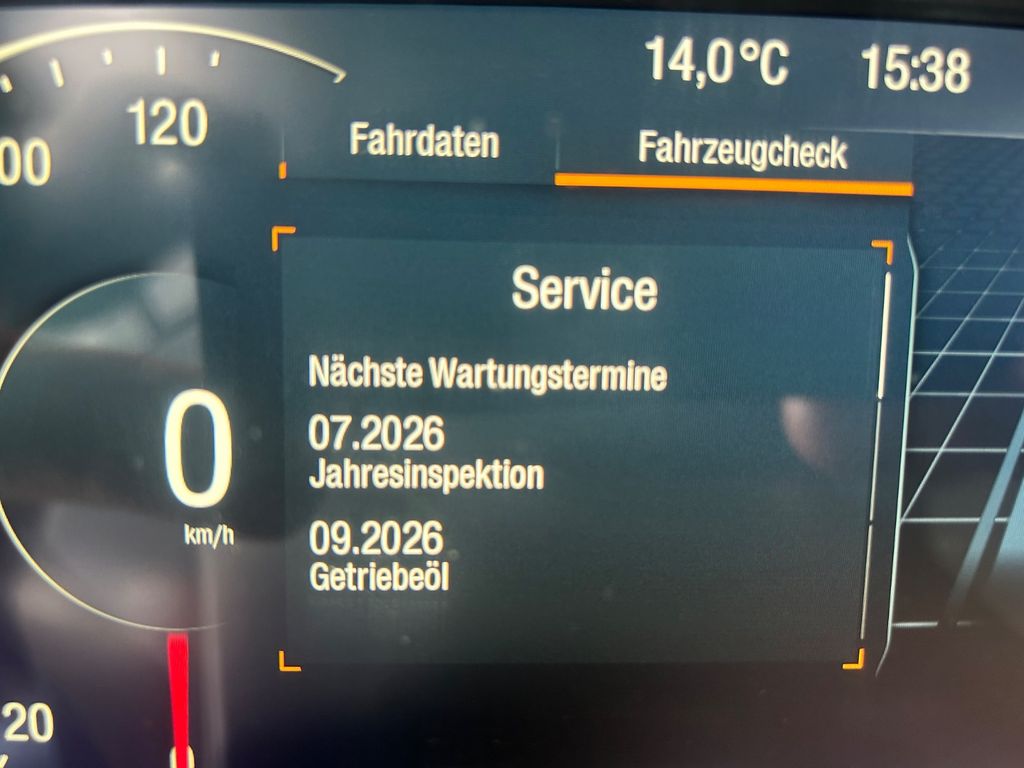 14,0°C 15:38
120
00
Fahrdaten Fahrzeugcheck
Service
Nächste Wartungstermine
07.2026
Jahresinspektion
0
km/h
09.2026
Getriebeöl
20